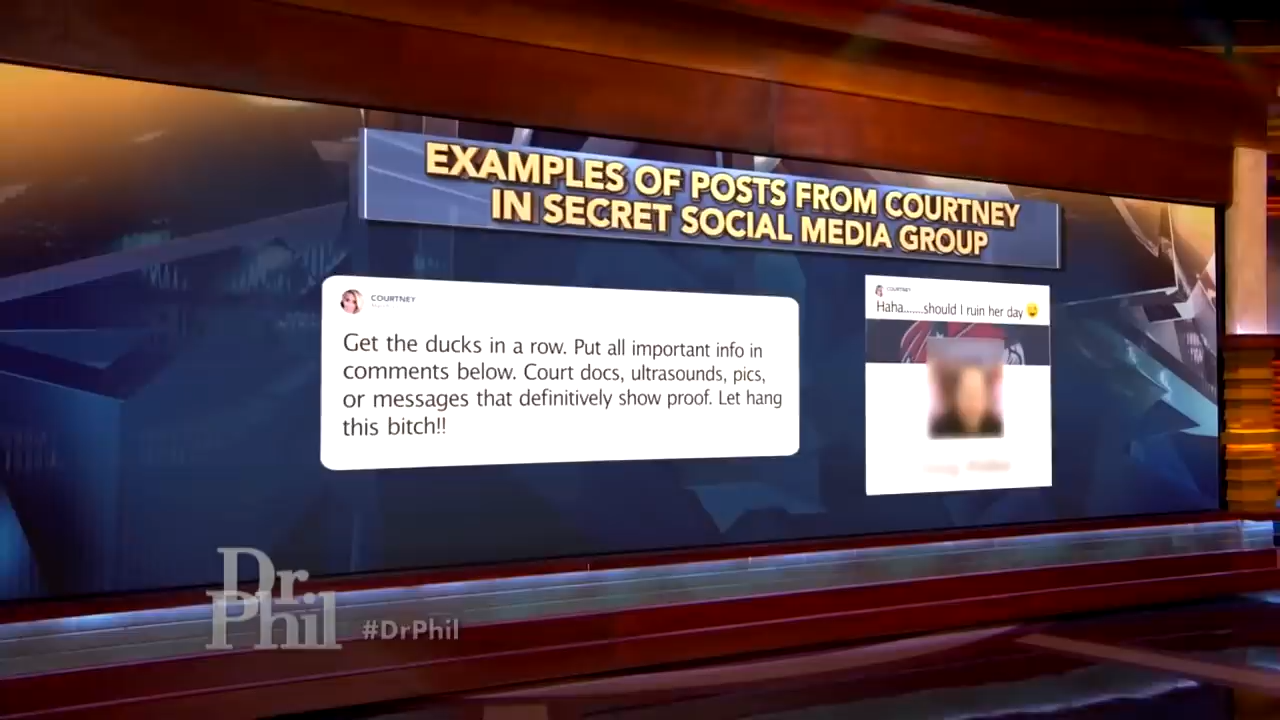 EXAMPLES OF POSTS FROM COURTNEY
IN SECRET SOCIAL MEDIA GROUP
COURTNEY
Get the ducks in a row. Put all important info in
comments below. Court docs, ultrasounds, pics,
or messages that definitively show proof. Let hang
this bitch!!
COURTNEY
Haha.......should I ruin her day 😅
Dr.
Phil
#DrPhil